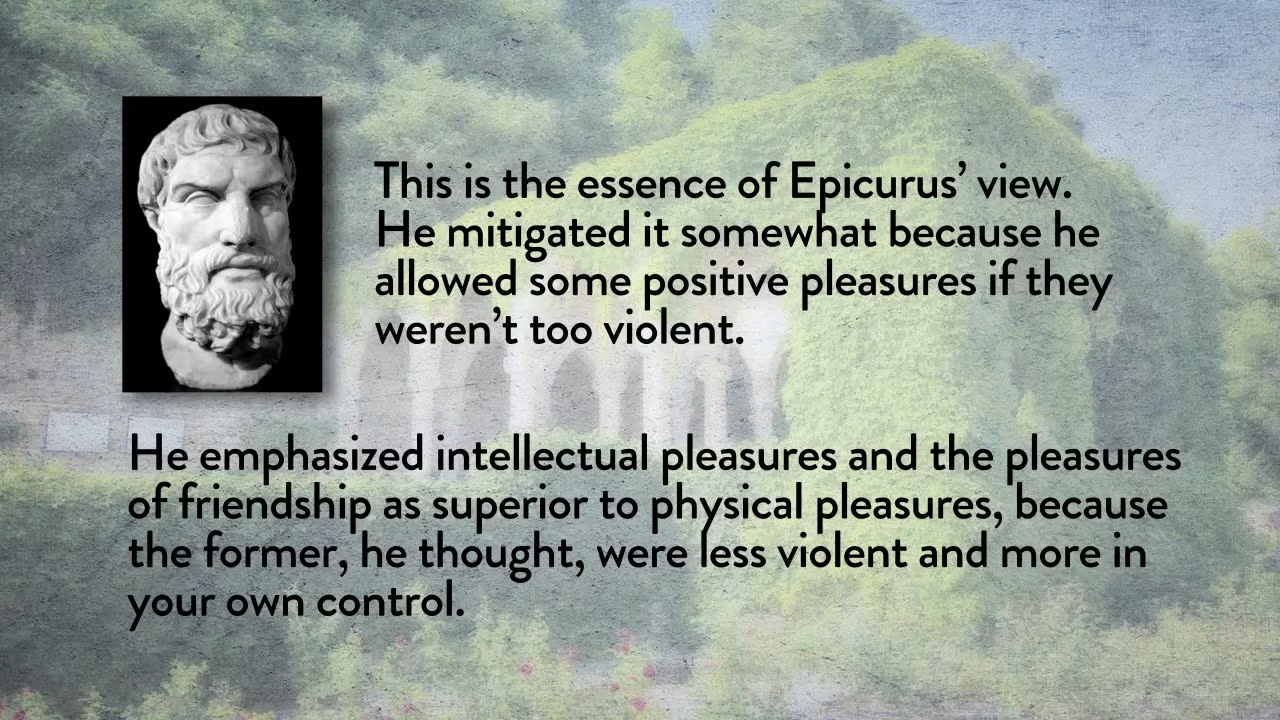 This is the essence of Epicurus’ view.
He mitigated it somewhat because he
allowed some positive pleasures if they
weren’t too violent.
He emphasized intellectual pleasures and the pleasures
of friendship as superior to physical pleasures, because
the former, he thought, were less violent and more in
your own control.